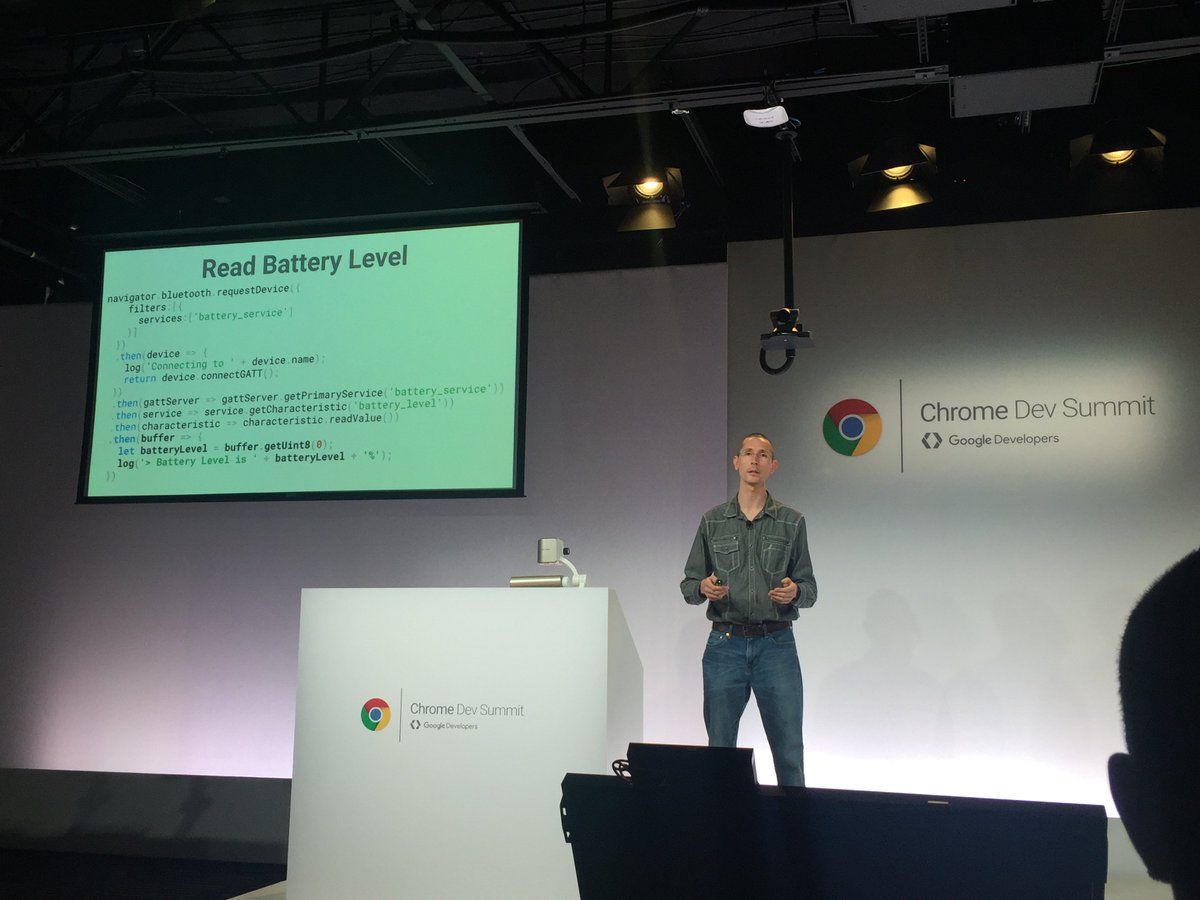 Read Battery Level
navigator.bluetooth.requestDevice({
filters:[{
services:['battery_service']
}]
})
.then(device => {
log('Connecting to ' + device.name);
return device.connectGATT();
})
.then(gattServer => gattServer.getPrimaryService('battery_service'))
.then(service => service.getCharacteristic('battery_level'))
.then(characteristic => characteristic.readValue())
.then(buffer => {
let batteryLevel = buffer.getUint8(0);
log('> Battery Level is ' + batteryLevel + '%');
})
Chrome Dev Summit
Google Developers
Chrome Dev Summit
Google Developers